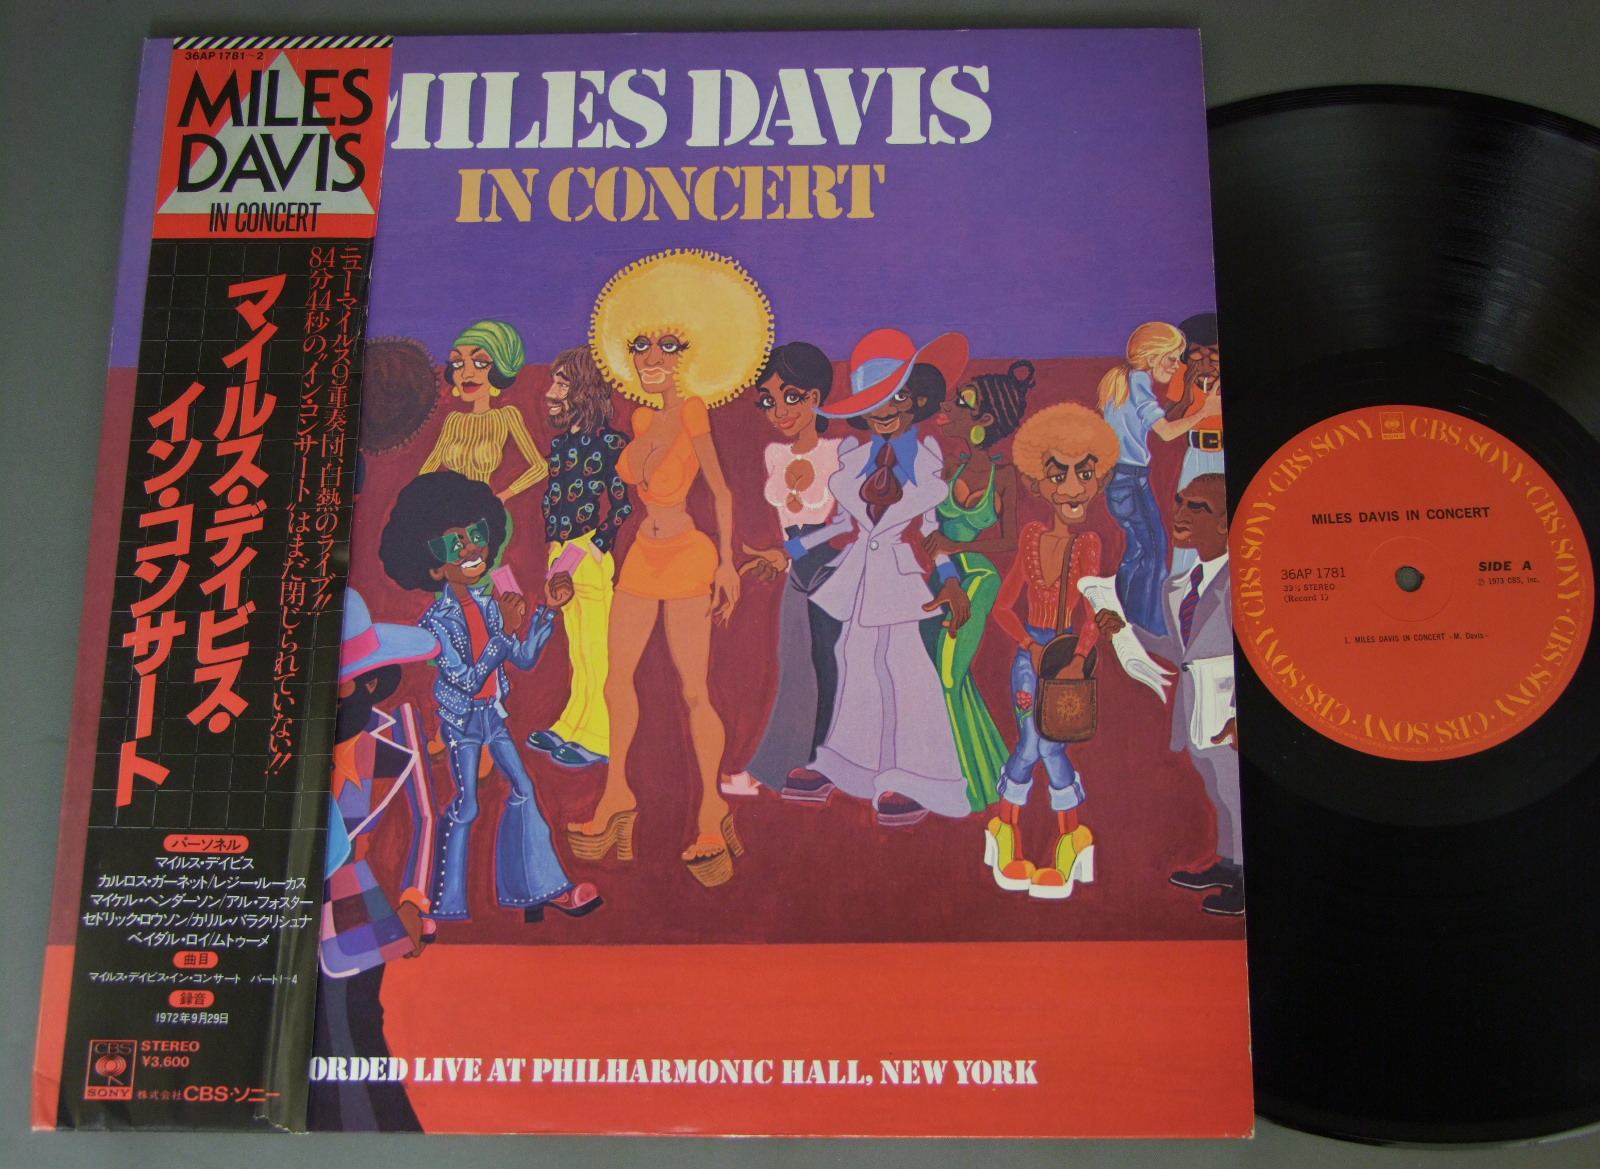 36AP 1781~2
MILES
DAVIS
IN CONCERT
ニュー・マイルス9重奏団、白熱のライブ!!
84分44秒の"イン・コンサート"はまだ閉じられていない!!
マイルス・デイビス・
イン・コンサート
パーソネル
マイルス・デイビス
カルロス・ガーネット/レジー・ルーカス
マイケル・ヘンダーソン/アル・フォスター
セドリック・ロウソン/カリル・バラクリシュナ
ベイダル・ロイ/ムトゥーメ
曲目
マイルス・デイビス・イン・コンサート パート1~4
録音
1972年9月29日
CBS
SONY
STEREO
¥3,600
株式会社CBS・ソニー
MILES DAVIS
IN CONCERT
ORDED LIVE AT PHILHARMONIC HALL, NEW YORK
CBS SONY · CBS SONY · CBS SONY · CBS SONY · CBS SONY · CBS SONY · CBS SONY
MILES DAVIS IN CONCERT
36AP 1781
33⅓ STEREO
(Record 1)
SIDE A
℗ 1973 CBS, Inc.
1. MILES DAVIS IN CONCERT -M. Davis-